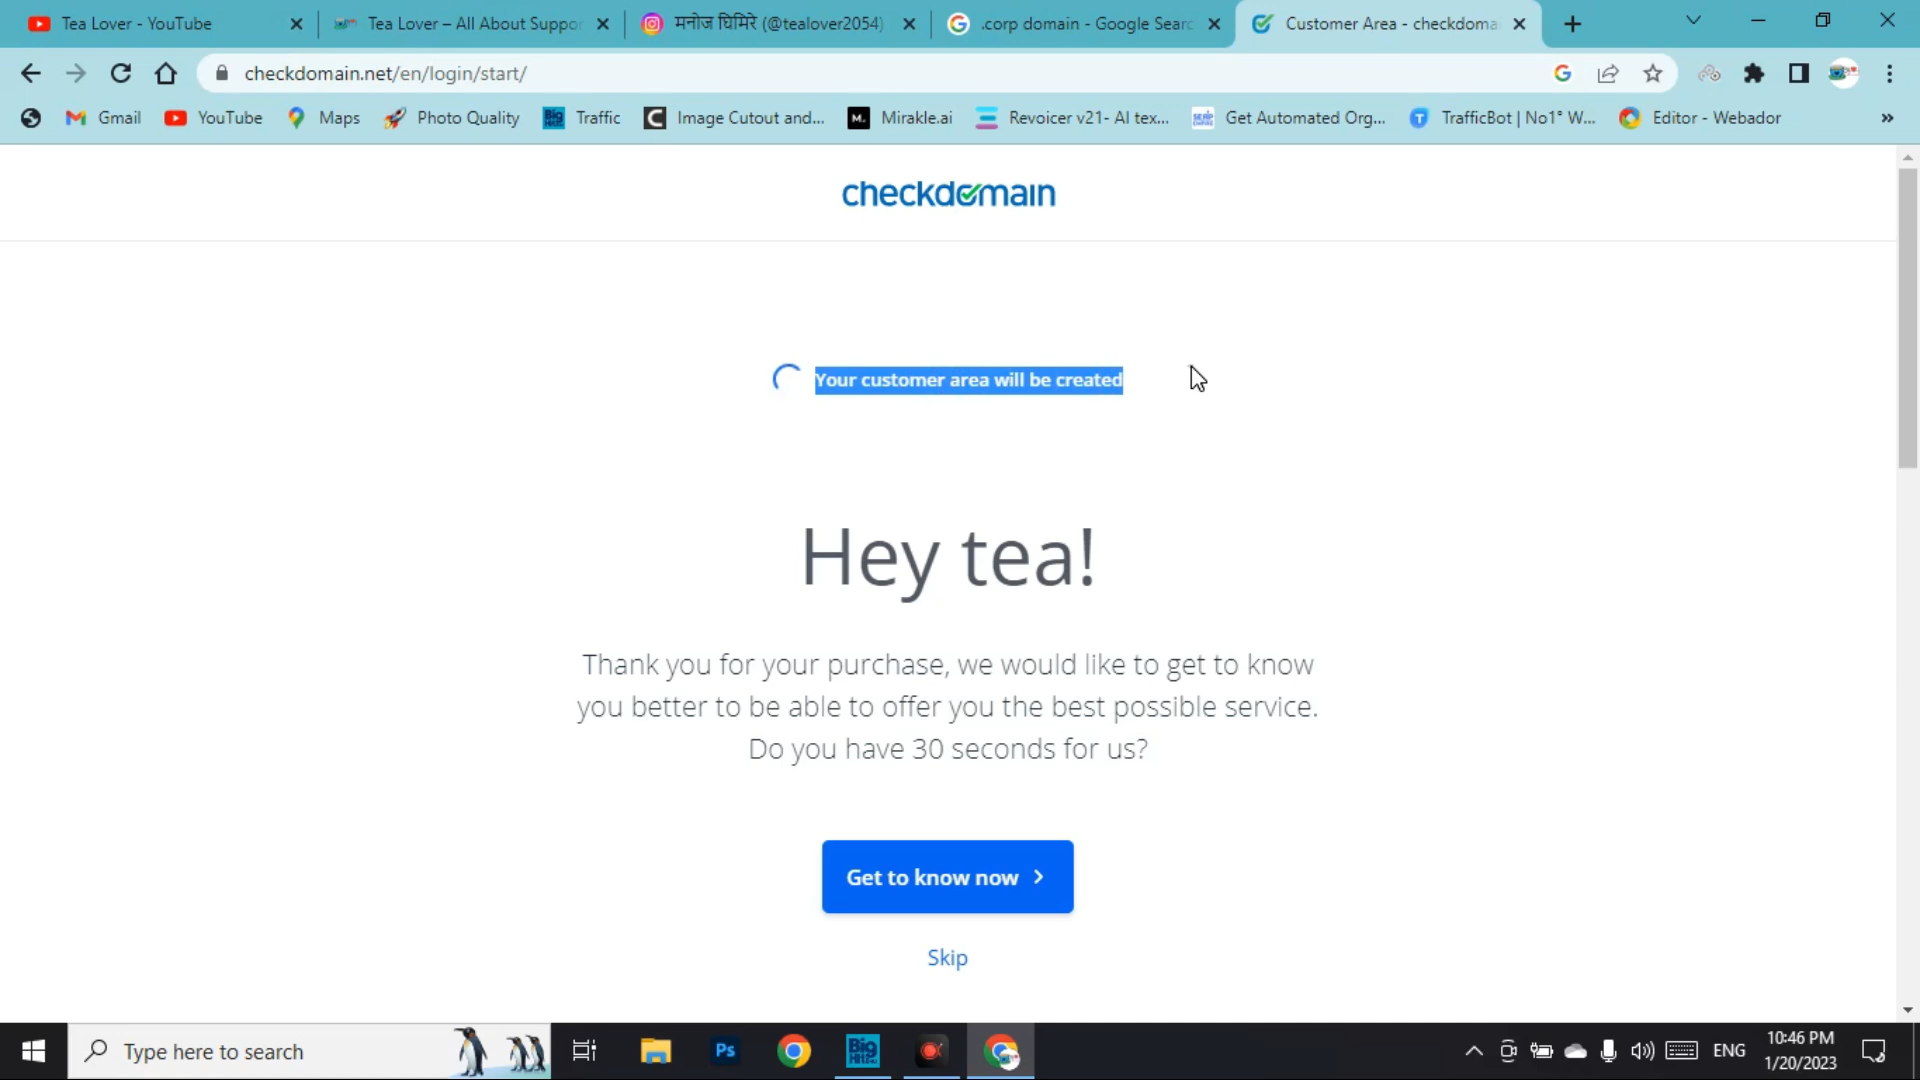 Tea Lover - YouTube
Tea Lover – All About Suppor
मनोज घिमिरे (@tealover2054)
.corp domain - Google Searc
Customer Area - checkdomai
checkdomain.net/en/login/start/
Gmail
YouTube
Maps
Photo Quality
Traffic
Image Cutout and...
Mirakle.ai
Revoicer v21- AI tex...
Get Automated Org...
TrafficBot | No1° W...
Editor - Webador
»
checkdomain
Your customer area will be created
Hey tea!
Thank you for your purchase, we would like to get to know
you better to be able to offer you the best possible service.
Do you have 30 seconds for us?
Get to know now
Skip
Type here to search
Ps
ENG
10:46 PM
1/20/2023